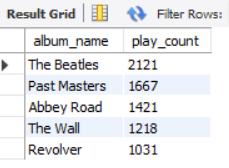 Result Grid Filter Rows:
album_name play_count
The Beatles 2121
Past Masters 1667
Abbey Road 1421
The Wall 1218
Revolver 1031